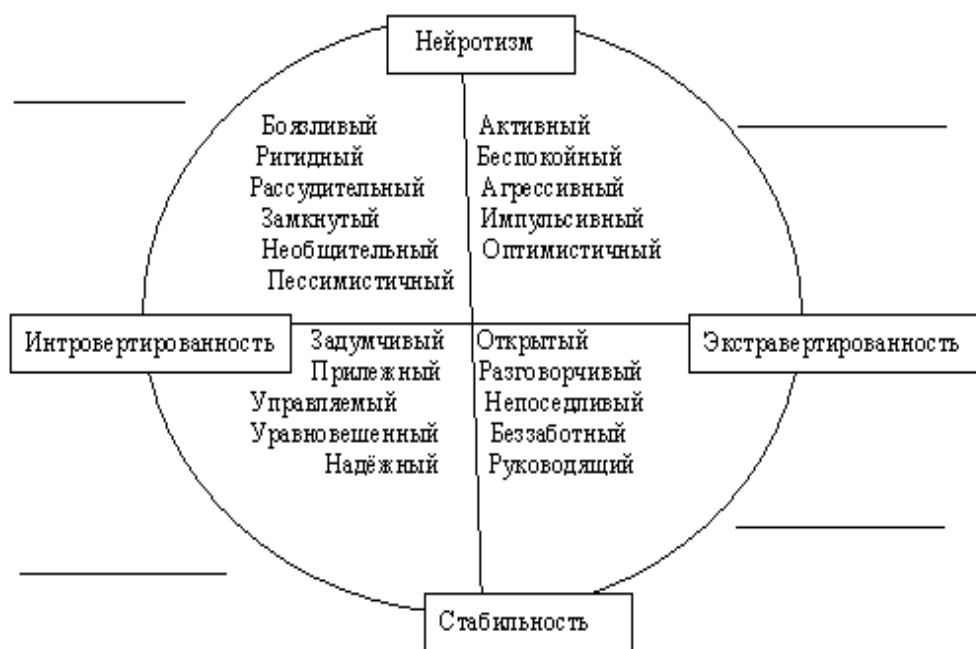 Нейротизм
Боязливый
Ригидный
Рассудительный
Замкнутый
Необщительный
Пессимистичный
Активный
Беспокойный
Агрессивный
Импульсивный
Оптимистичный
Интровертированность
Экстравертированность
Задумчивый
Прилежный
Управляемый
Уравновешенный
Надёжный
Открытый
Разговорчивый
Непоседливый
Беззаботный
Руководящий
Стабильность